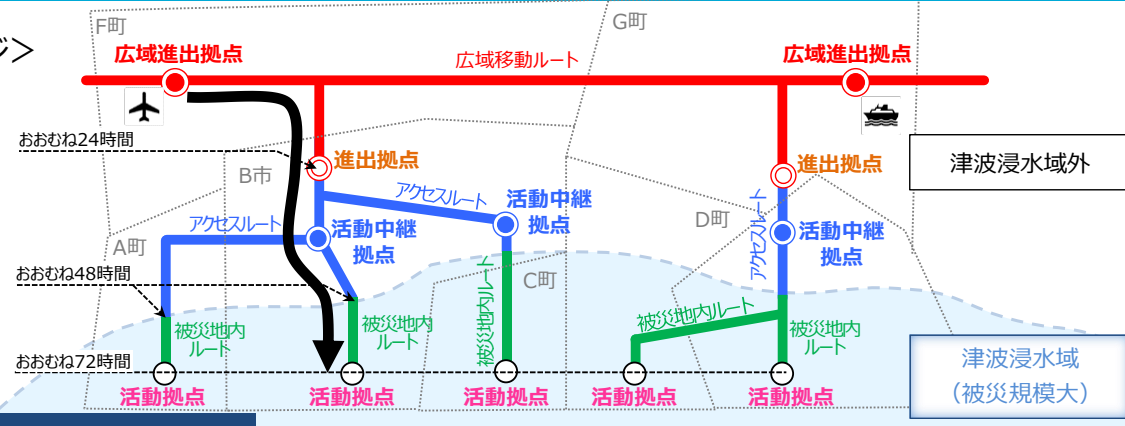 ジ＞
F町
G町
広域進出拠点
広域移動ルート
広域進出拠点
おおむね24時間
B市
進出拠点
進出拠点
津波浸水域外
アクセスルート
活動中継
拠点
アクセスルート
活動中継
拠点
A町
D町
アクセスルート
活動中継
拠点
おおむね48時間
C町
被災地内
ルート
被災地内
ルート
被災地内ルート
被災地内ルート
被災地内
ルート
おおむね72時間
津波浸水域
（被災規模大）
活動拠点
活動拠点
活動拠点
活動拠点
活動拠点